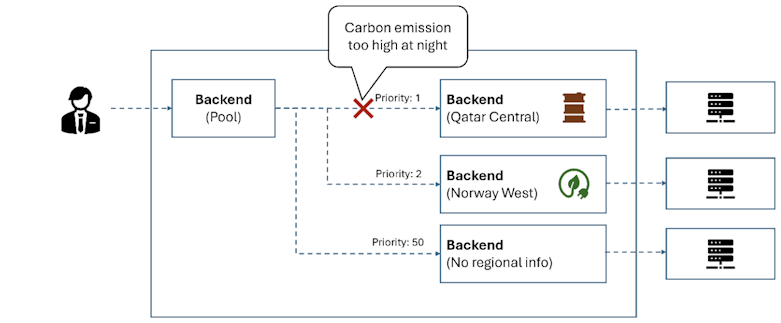 Carbon emission
too high at night
Backend
(Pool)
Priority: 1
Backend
(Qatar Central)
Priority: 2
Backend
(Norway West)
Priority: 50
Backend
(No regional info)